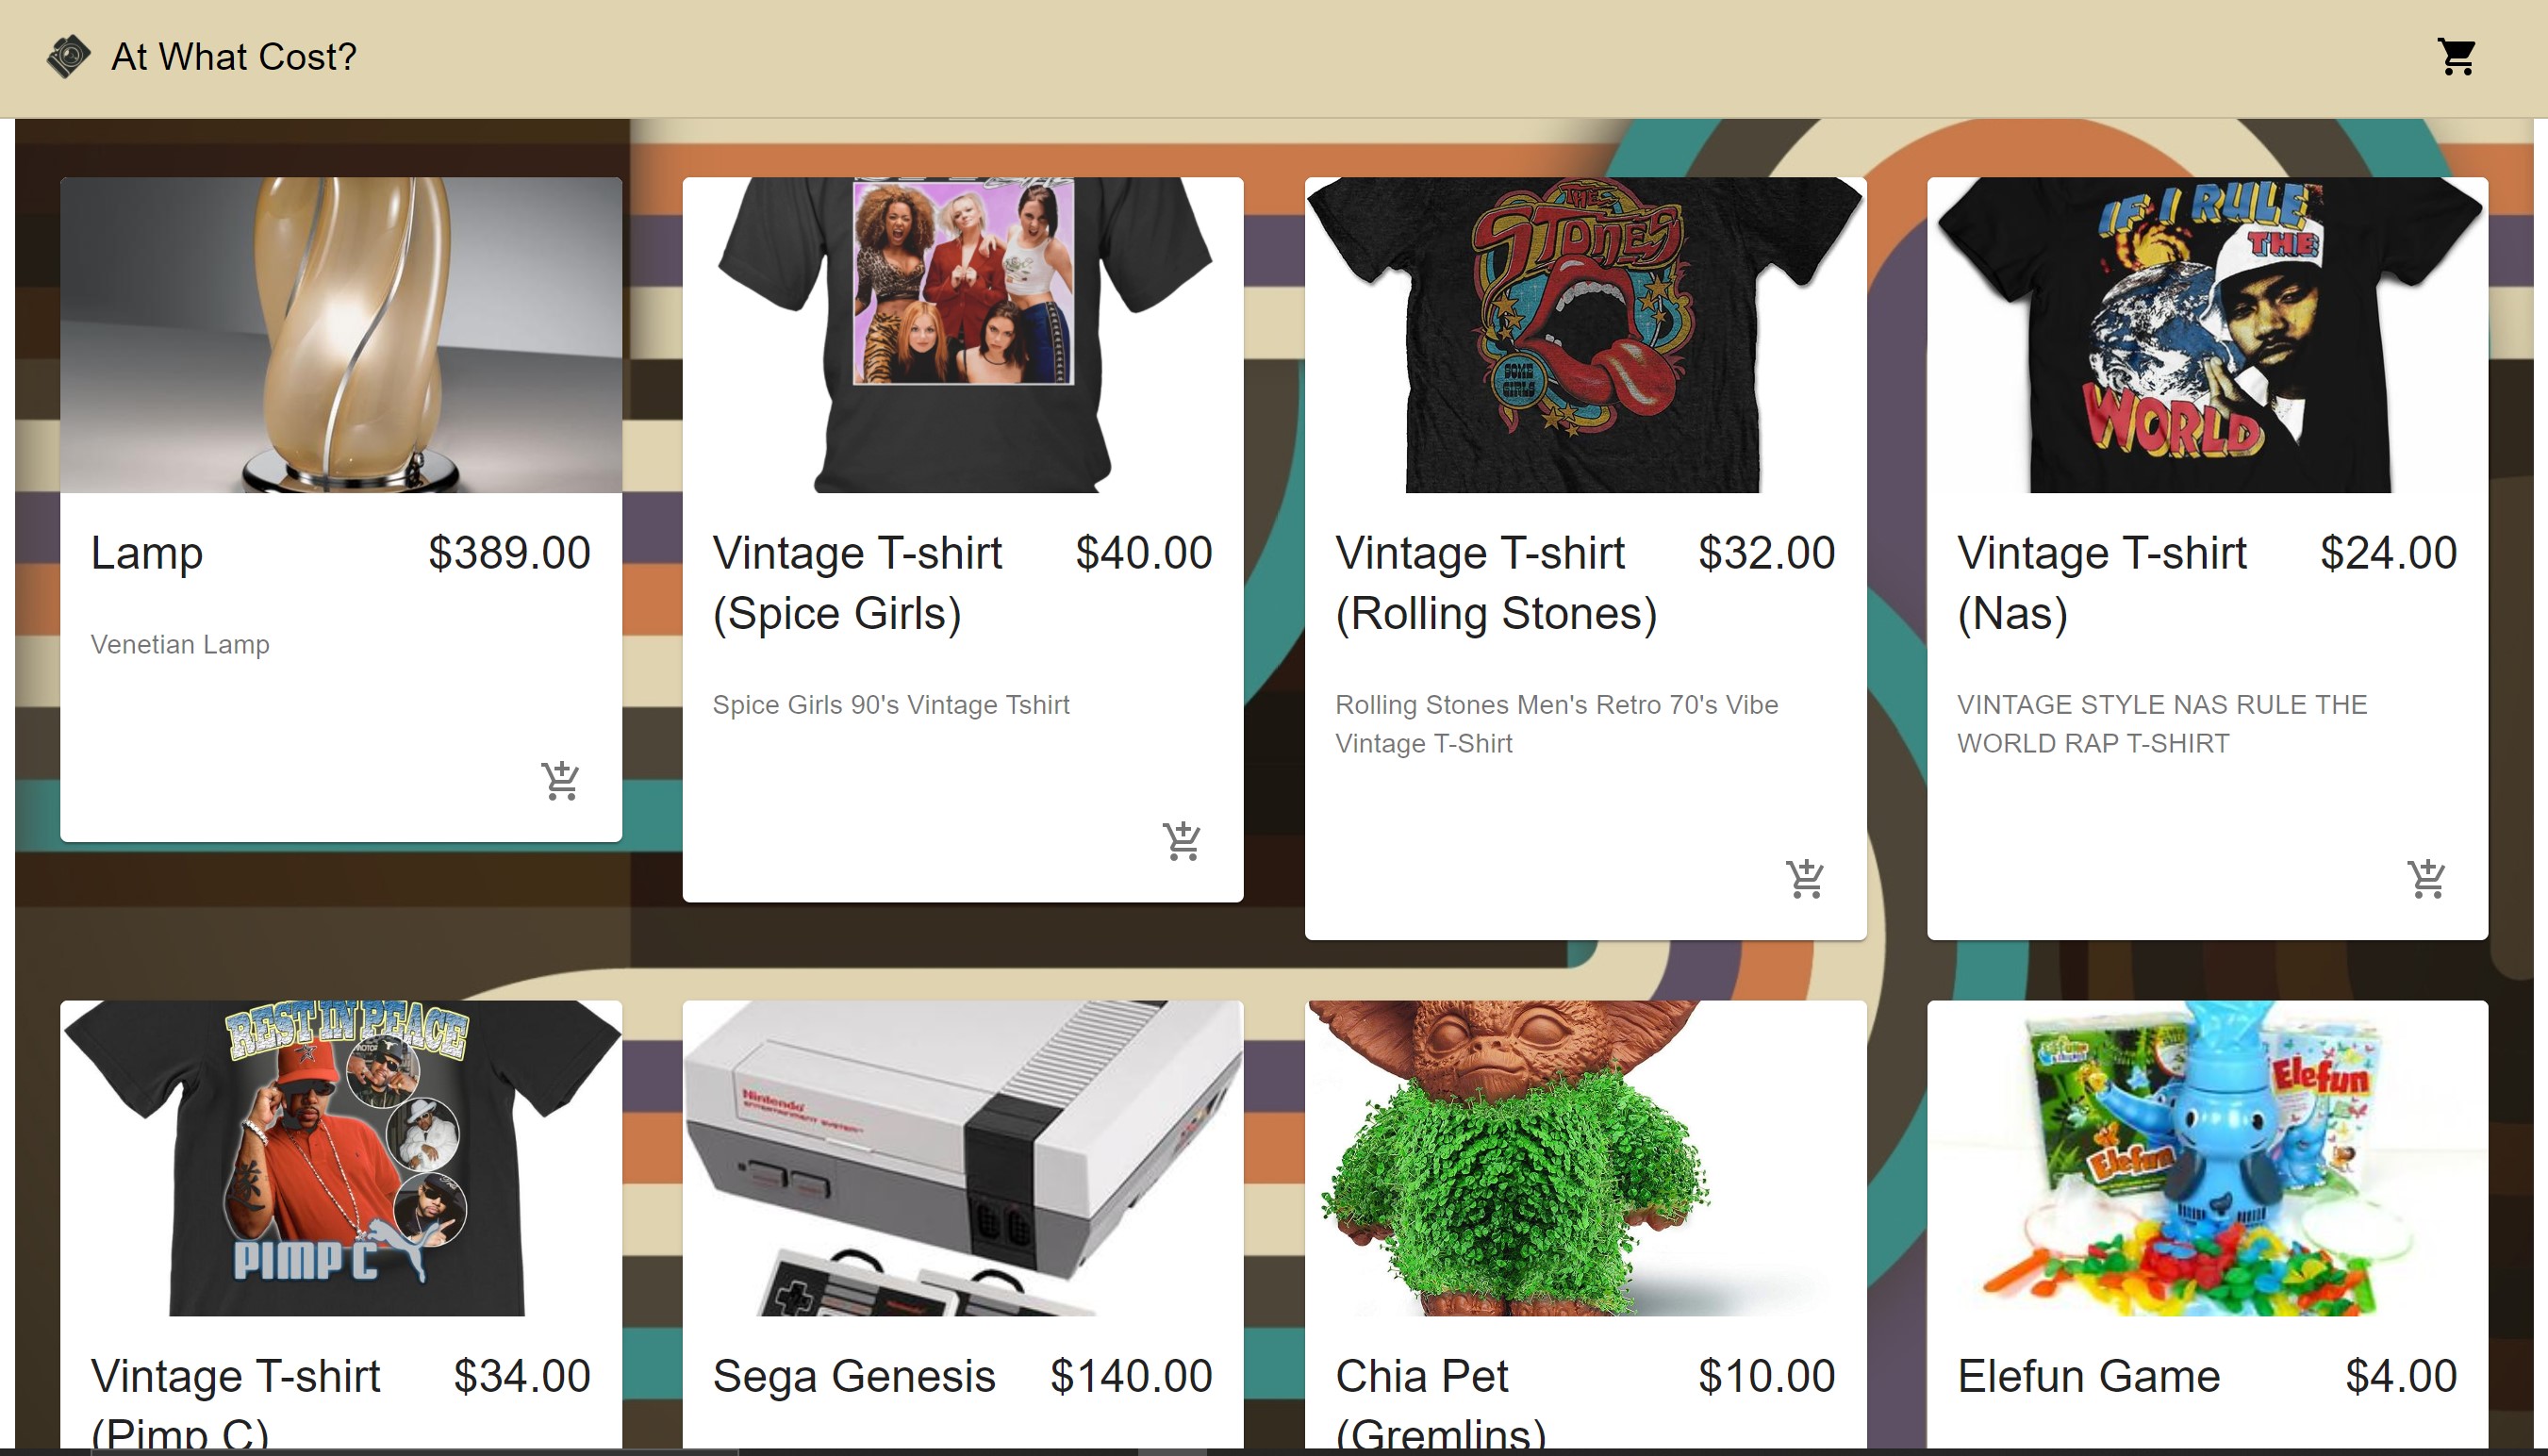 At What Cost?
THE
STONES
SOME
GIRLS
IF I RULE
THE
WORLD
Lamp $389.00
Venetian Lamp
Vintage T-shirt $40.00
(Spice Girls)
Spice Girls 90's Vintage Tshirt
Vintage T-shirt $32.00
(Rolling Stones)
Rolling Stones Men's Retro 70's Vibe
Vintage T-Shirt
Vintage T-shirt $24.00
(Nas)
VINTAGE STYLE NAS RULE THE
WORLD RAP T-SHIRT
REST IN PEACE
PIMP C
Nintendo
ENTERTAINMENT SYSTEM
Nintendo
Elefun
Elefun
Vintage T-shirt $34.00
(Pimp C)
Sega Genesis $140.00
Chia Pet $10.00
(Gremlins)
Elefun Game $4.00